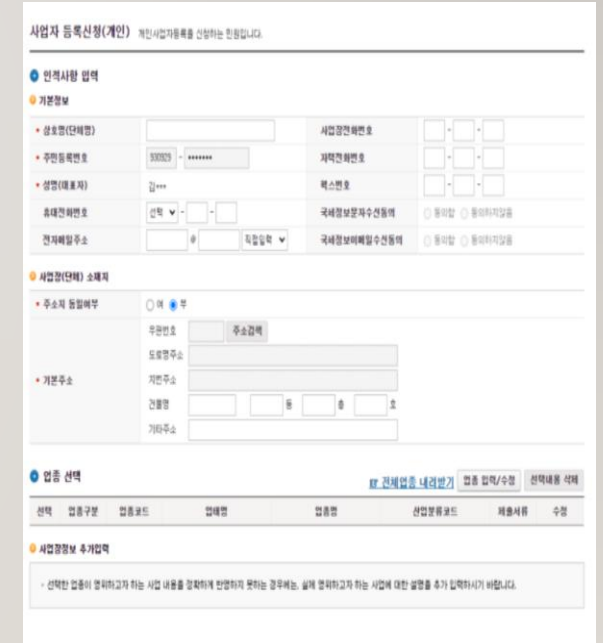 사업자 등록신청(개인) 개인사업자등록을 신청하는 민원입니다.
인적사항 입력
기본정보
• 상호명(단체명) 사업장전화번호 - -
• 주민등록번호 930929 - ••••••• 자택전화번호 - -
• 성명(대표자) 김*** 팩스번호 - -
휴대전화번호 선택 - - 국세정보문자수신동의 동의함 동의하지않음
전자메일주소 @ 직접입력 국세정보이메일수신동의 동의함 동의하지않음
사업장(단체) 소재지
• 주소지 동일여부 여 부
우편번호 주소검색
도로명주소
• 기본주소 지번주소
건물명 동 층 호
기타주소
업종 선택 전체업종 내려받기 업종 입력/수정 선택내용 삭제
선택 업종구분 업종코드 업태명 업종명 산업분류코드 제출서류 수정
사업장정보 추가입력
선택한 업종이 영위하고자 하는 사업 내용을 정확하게 반영하지 못하는 경우에는, 실제 영위하고자 하는 사업에 대한 설명을 추가 입력하시기 바랍니다.